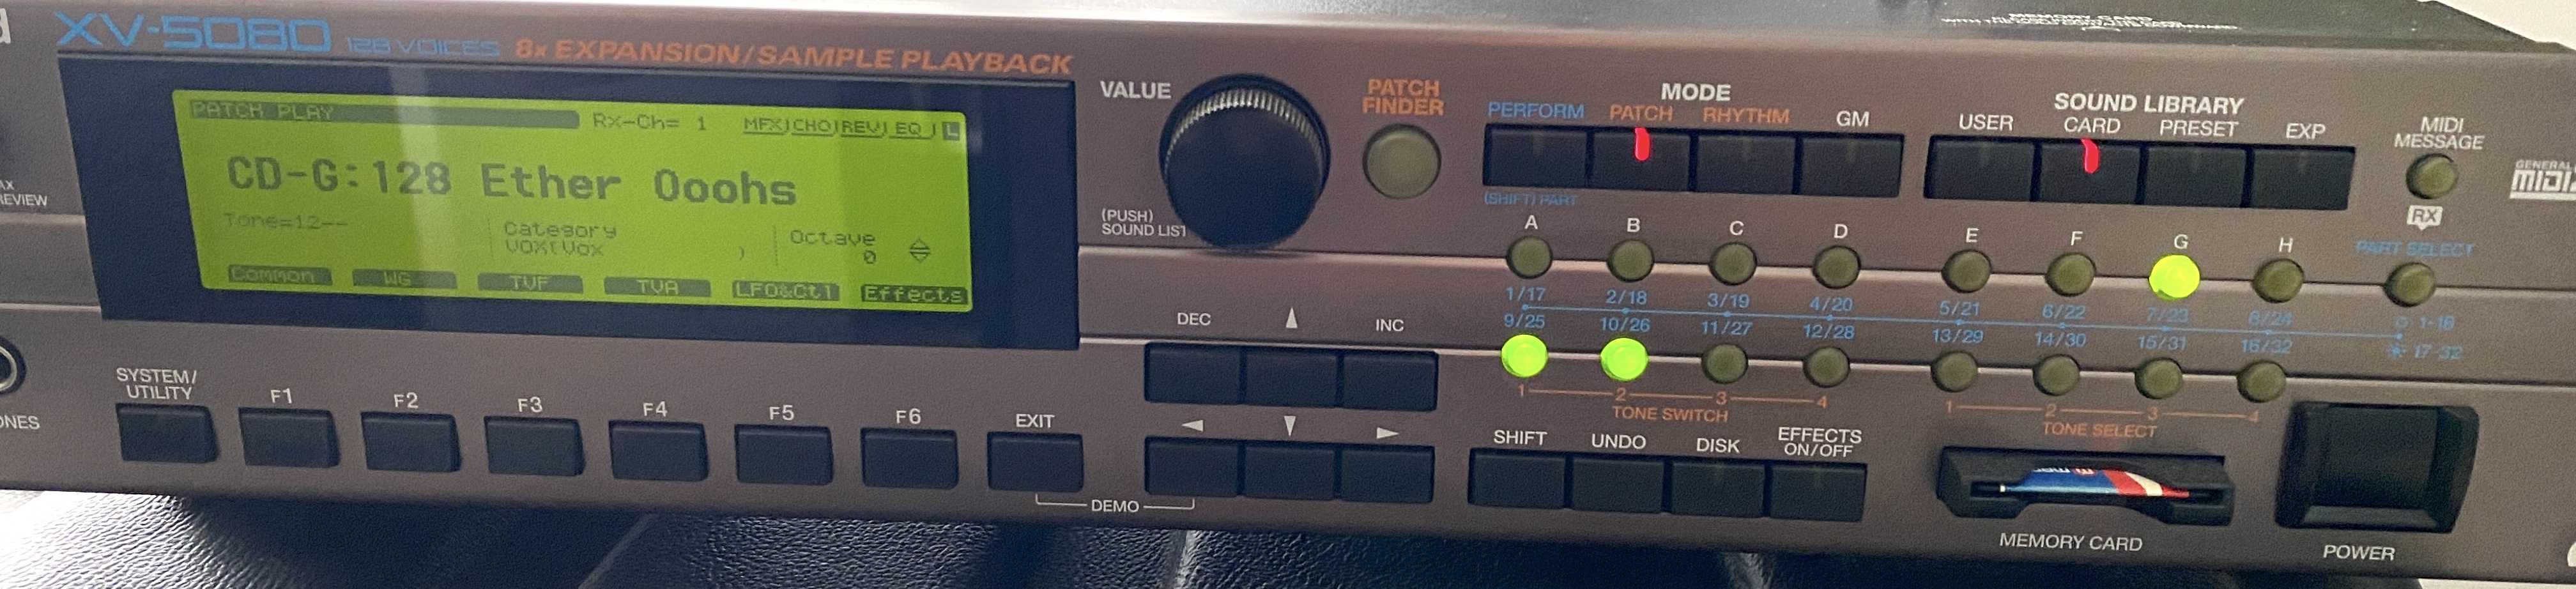 XV-5080 128 VOICES 8x EXPANSION/SAMPLE PLAYBACK
PATCH PLAY Rx-Ch= 1 MFX CHO REV EQ L
CD-G:128 Ether Ooohs
Tone=12--
Category
VOX(Vox )
Octave
0
Common WG TVF TVA LFO&Ctl Effects
SYSTEM/
UTILITY
F1 F2 F3 F4 F5 F6 EXIT
DEMO
VALUE
(PUSH)
SOUND LIST
DEC ▲ INC
◄ ▼ ►
PATCH
FINDER
MODE
PERFORM PATCH RHYTHM GM
(SHIFT) PART
SOUND LIBRARY
USER CARD PRESET EXP
MIDI
MESSAGE
RX
PART SELECT
GENERAL
MIDI
A B C D E F G H
1/17 2/18 3/19 4/20 5/21 6/22 7/23 8/24 1-16
9/25 10/26 11/27 12/28 13/29 14/30 15/31 16/32 17-32
1 2 3 4
TONE SWITCH
1 2 3 4
TONE SELECT
SHIFT UNDO DISK EFFECTS
ON/OFF
MEMORY CARD
POWER
MEMORY CARD